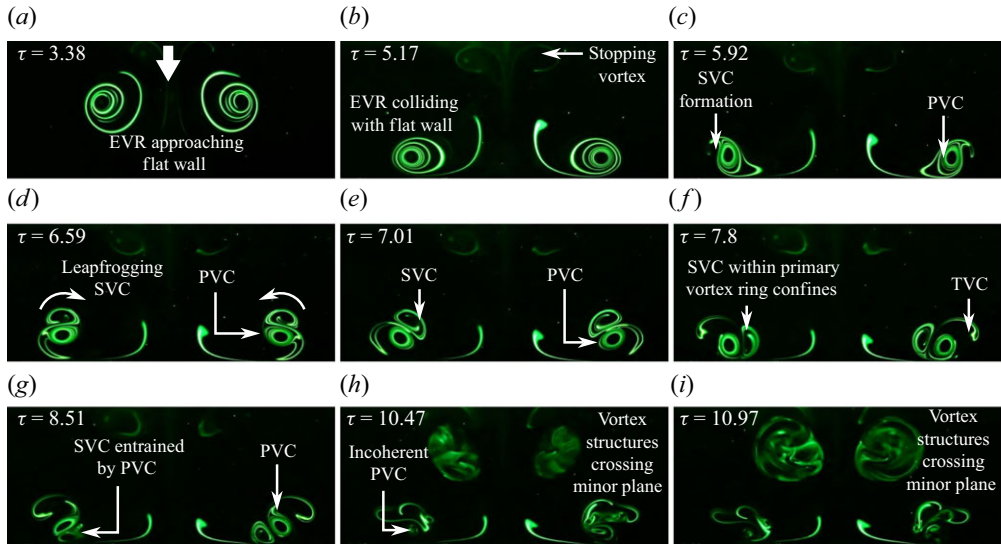 (a)
τ = 3.38
EVR approaching
flat wall
(b)
τ = 5.17
Stopping
vortex
EVR colliding
with flat wall
(c)
τ = 5.92
SVC
formation
PVC
(d)
τ = 6.59
Leapfrogging
SVC
PVC
(e)
τ = 7.01
SVC
PVC
(f)
τ = 7.8
SVC within primary
vortex ring confines
TVC
(g)
τ = 8.51
SVC entrained
by PVC
PVC
(h)
τ = 10.47
Incoherent
PVC
Vortex
structures
crossing
minor plane
(i)
τ = 10.97
Vortex
structures
crossing
minor plane